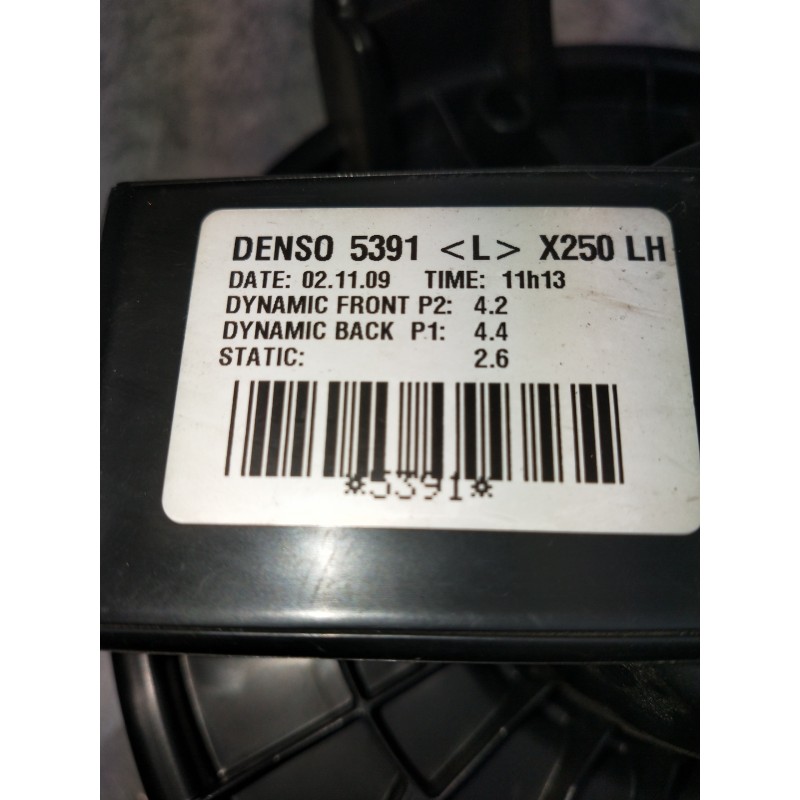 DENSO 5391 <L> X250 LH
DATE: 02.11.09 TIME: 11h13
DYNAMIC FRONT P2: 4.2
DYNAMIC BACK P1: 4.4
STATIC: 2.6
*5391*